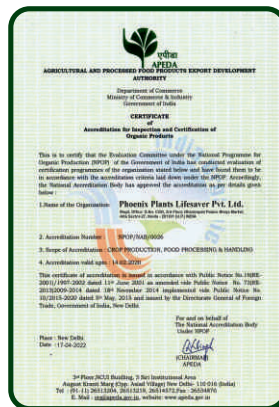 एपीडा
APEDA
AGRICULTURAL AND PROCESSED FOOD PRODUCTS EXPORT DEVELOPMENT
AUTHORITY
Department of Commerce
Ministry of Commerce & Industry
Government of India
CERTIFICATE
of
Accreditation for Inspection and Certification of
Organic Products
This is to certify that the Evaluation Committee under the National Programme for
Organic Production (NPOP) of the Government of India has conducted evaluation of
certification programmes of the organisation stated below and have found them to be
in accordance with the accreditation criteria laid down under the NPOP. Accordingly,
the National Accreditation Body has approved the accreditation as per details given
below :
1.Name of the Organisation: Phoenix Plants Lifesaver Pvt. Ltd.
2. Accreditation Number : NPOP/NAB/0026
3. Scope of Accreditation : CROP PRODUCTION, FOOD PROCESSING & HANDLING
4. Accreditation valid upto :
This certificate of accreditation is issued in accordance with Public Notice No.19(RE-
2001)/1997-2002 dated 11th June 2001 as amended vide Public Notice No. 73(RE-
2013)2009-2014 dated 18th November 2014 implemented vide Public Notice No.
10/2015-2020 dated 5th May, 2015 and issued by the Directorate General of Foreign
Trade, Government of India, New Delhi
For and on behalf of
The National Accreditation Body
Under NPOP
(CHAIRMAN)
APEDA
Place : New Delhi
Date : 17-04-2022
3rd Floor,NCUI Building, 3 Siri Institutional Area
August Kranti Marg (Opp. Asiad Village) New Delhi- 110 016 (India)